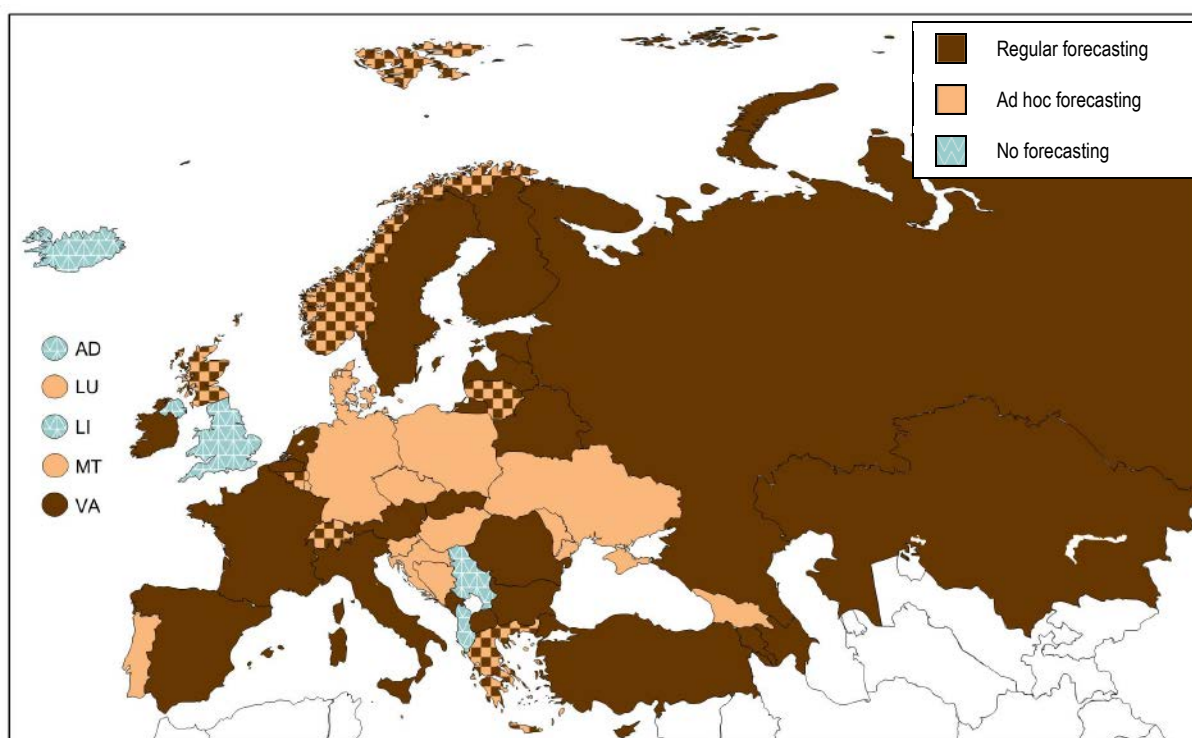 Regular forecasting
Ad hoc forecasting
No forecasting
AD
LU
LI
MT
VA